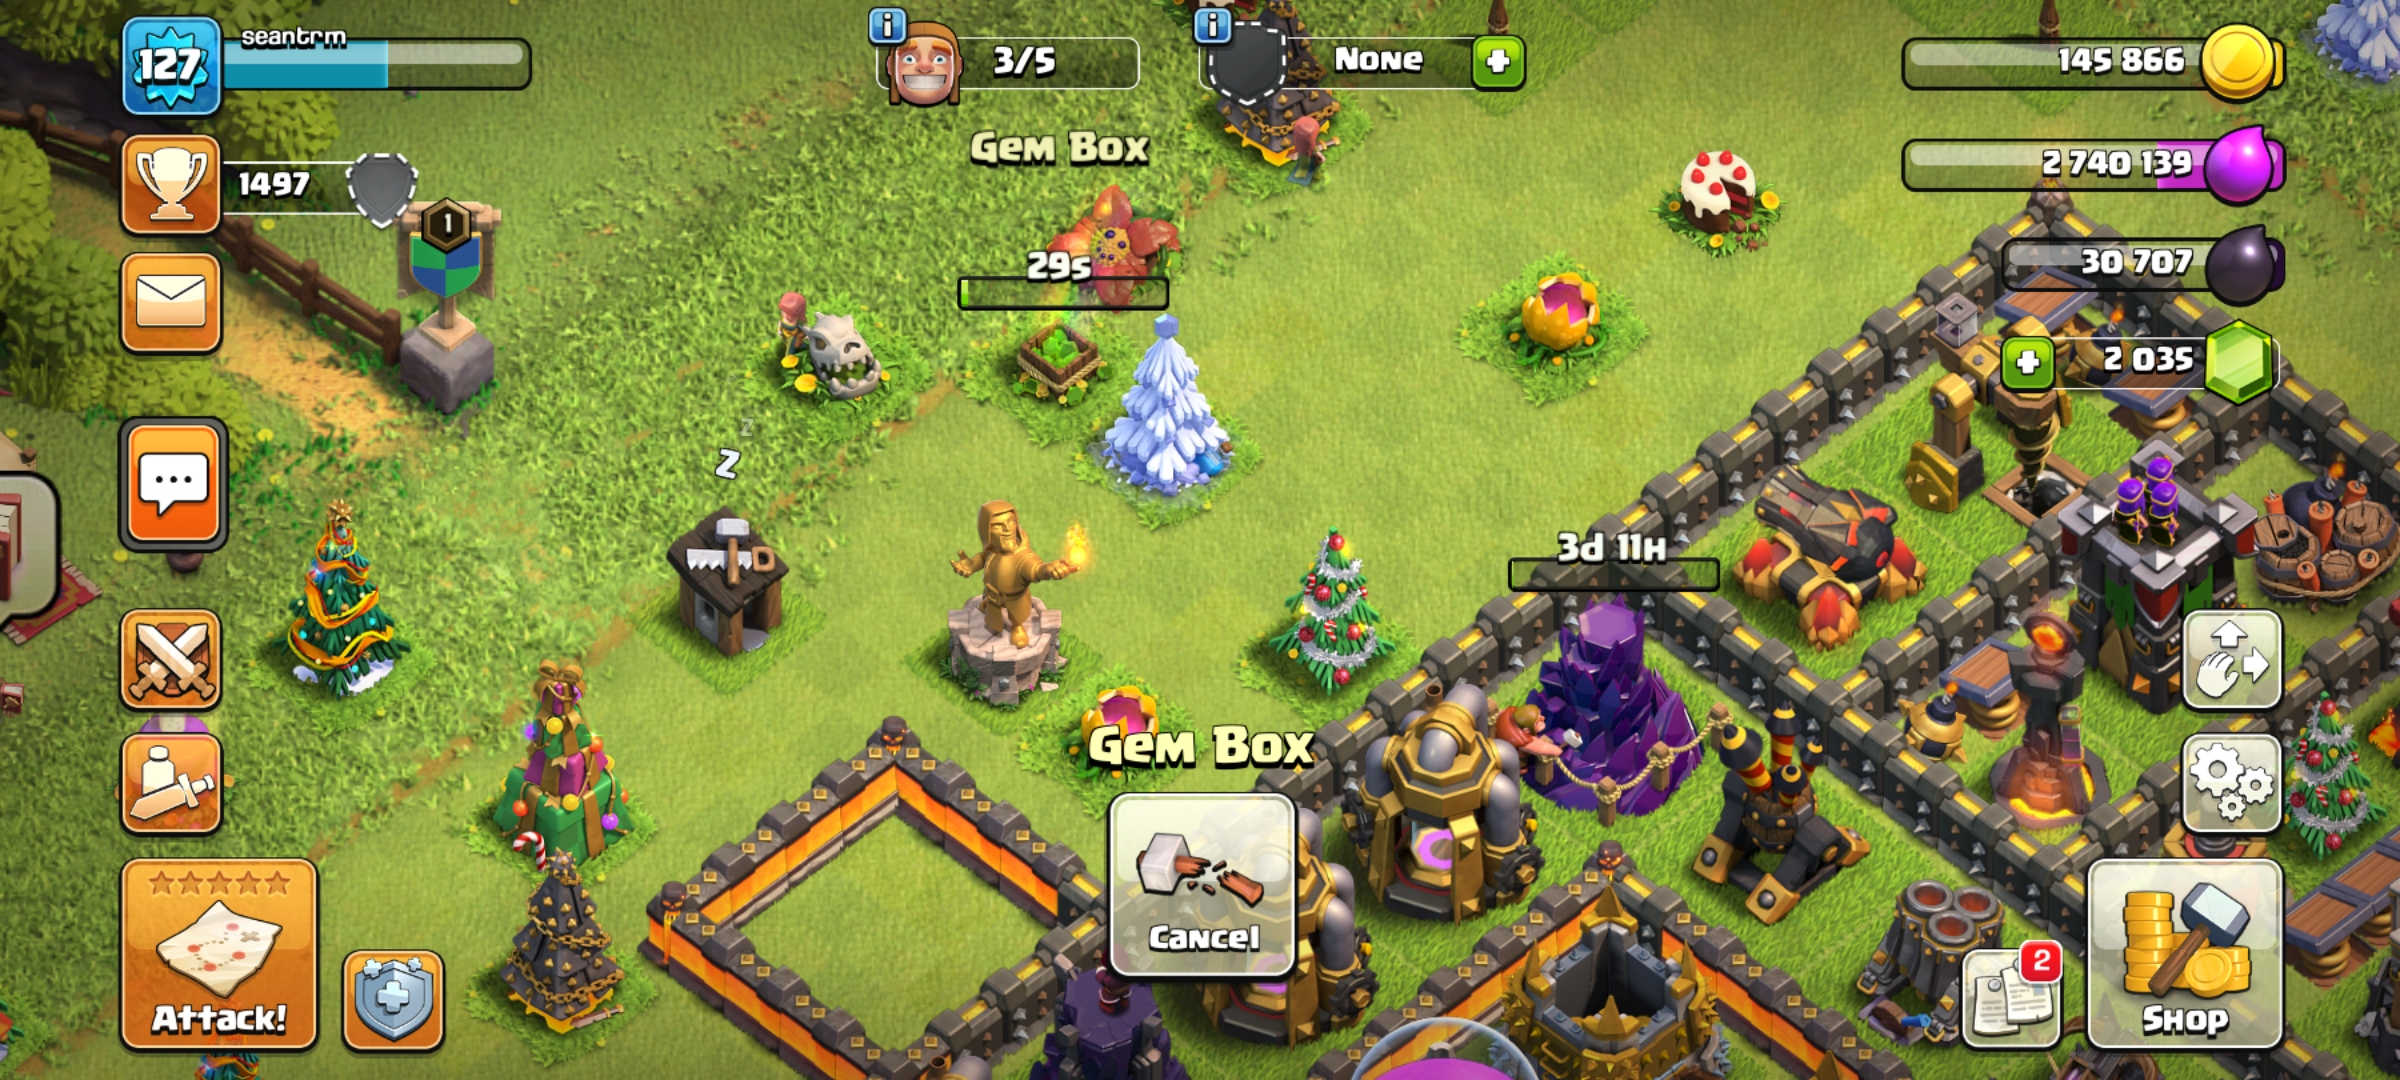 127
seantrm
3/5
None
145 866
1497
1
Gem Box
2 740 139
29s
30 707
2 035
z
Z
3d 11H
Gem Box
Cancel
Attack!
2
Shop